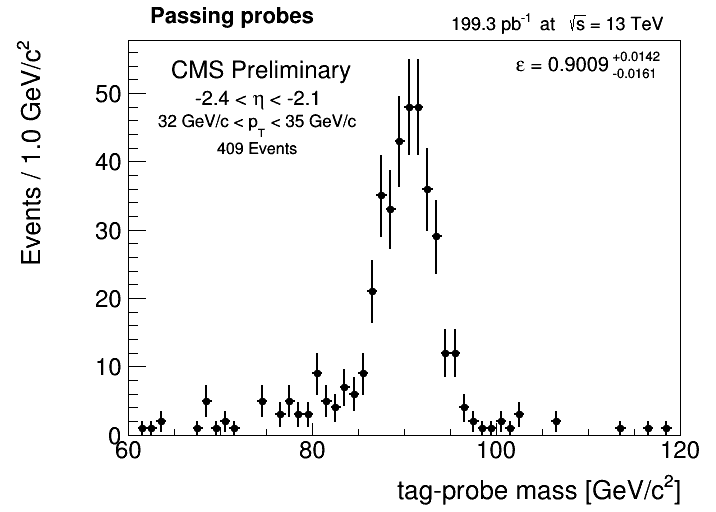 Passing probes
199.3 pb⁻¹ at √s = 13 TeV
CMS Preliminary
ε = 0.9009 +0.0142 -0.0161
-2.4 < η < -2.1
32 GeV/c < p_T < 35 GeV/c
409 Events
Events / 1.0 GeV/c²
50
40
30
20
10
0
60 80 100 120
tag-probe mass [GeV/c²]